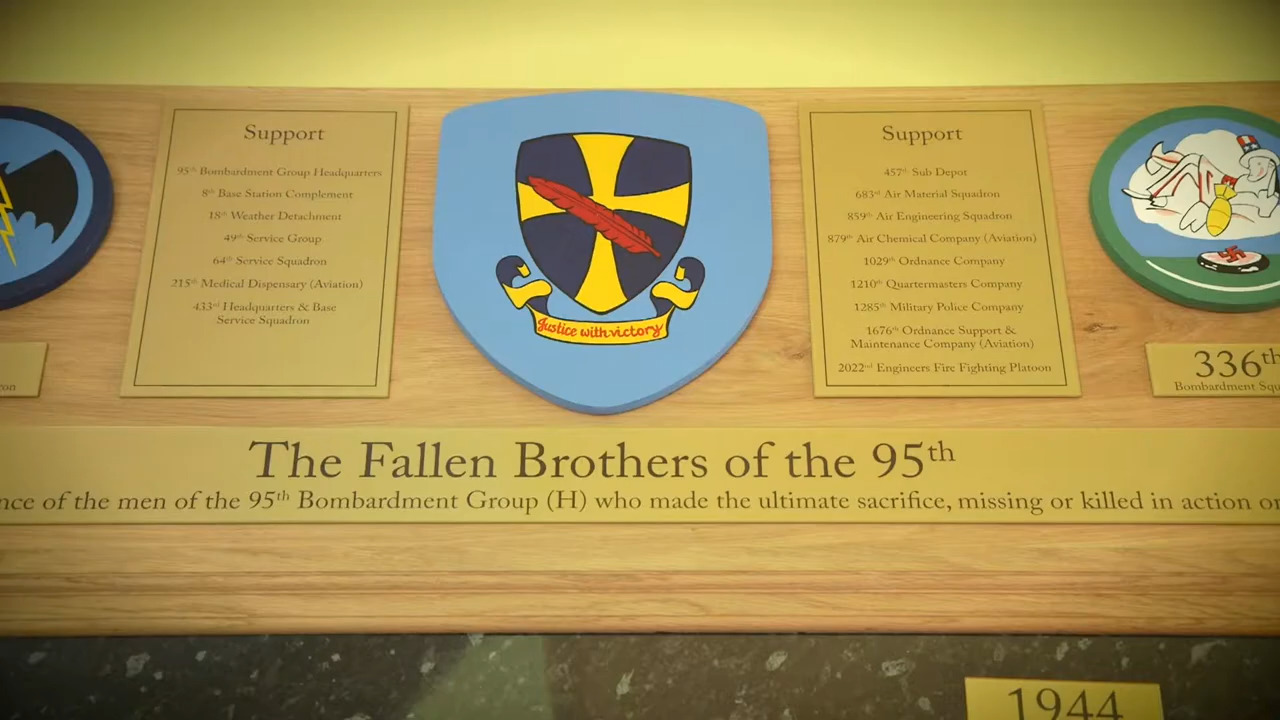 Support
95th Bombardment Group Headquarters
8th Base Station Complement
18th Weather Detachment
49th Service Group
64th Service Squadron
215th Medical Dispensary (Aviation)
433rd Headquarters & Base
Service Squadron
Justice with victory
Support
457th Sub Depot
683rd Air Material Squadron
859th Air Engineering Squadron
879th Air Chemical Company (Aviation)
1029th Ordnance Company
1210th Quartermasters Company
1285th Military Police Company
1676th Ordnance Support &
Maintenance Company (Aviation)
2022nd Engineers Fire Fighting Platoon
336th
Bombardment
The Fallen Brothers of the 95th
of the men of the 95th Bombardment Group (H) who made the ultimate sacrifice, missing or killed in action
1944